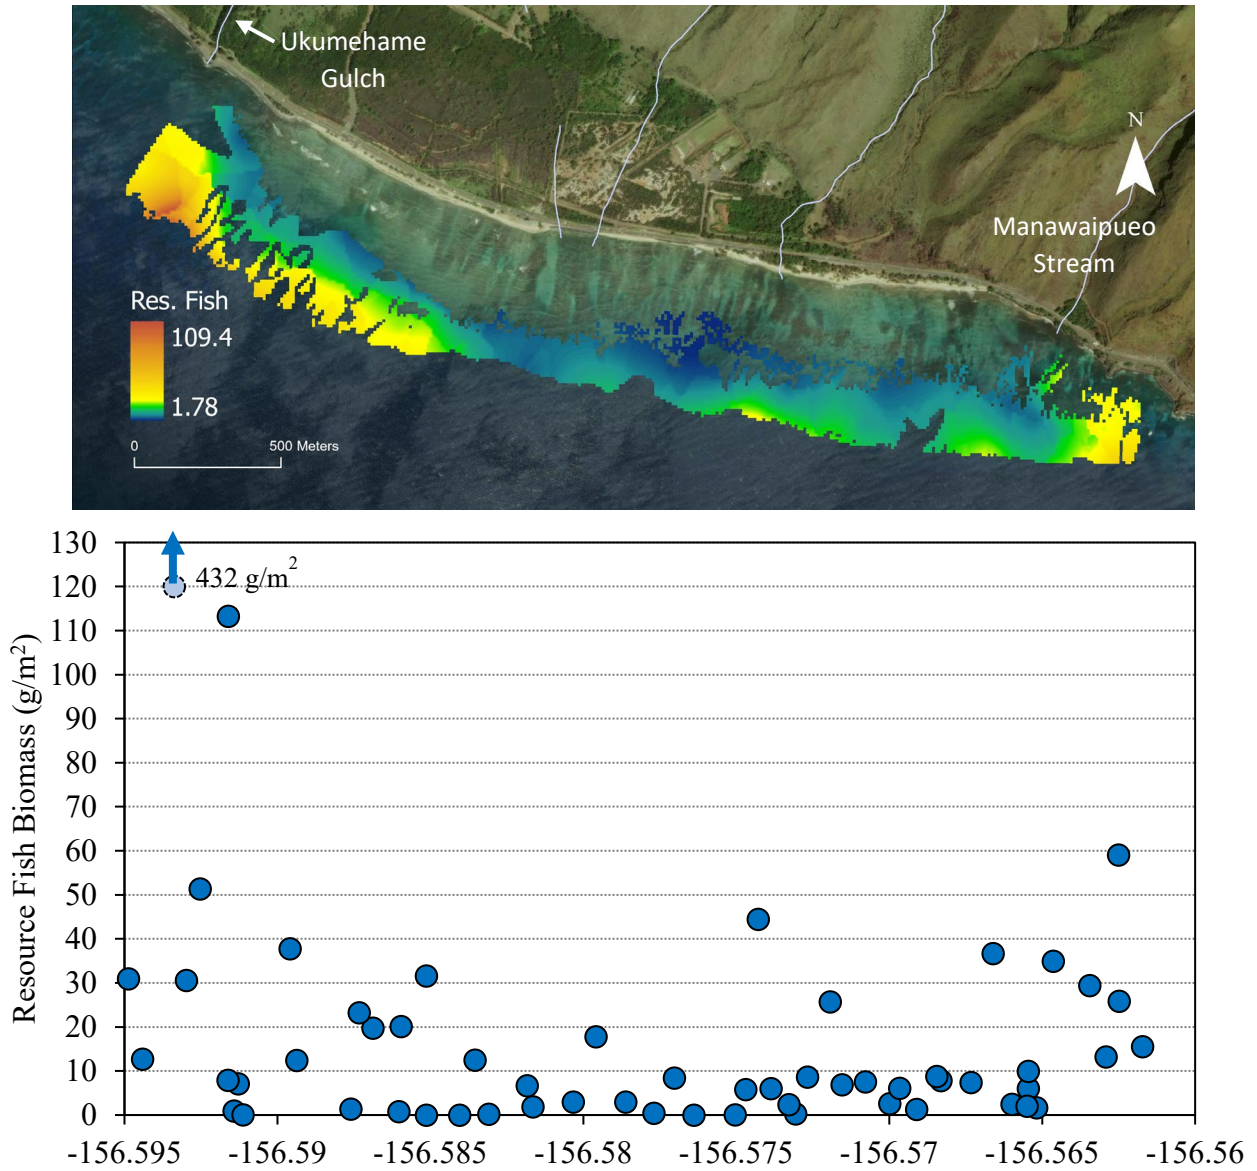 Ukumehame
Gulch
N
Manawaipueo
Stream
Res. Fish
109.4
1.78
0 500 Meters
130
432 g/m²
120
110
100
90
80
70
60
50
40
30
20
10
0
Resource Fish Biomass (g/m²)
-156.595 -156.59 -156.585 -156.58 -156.575 -156.57 -156.565 -156.56